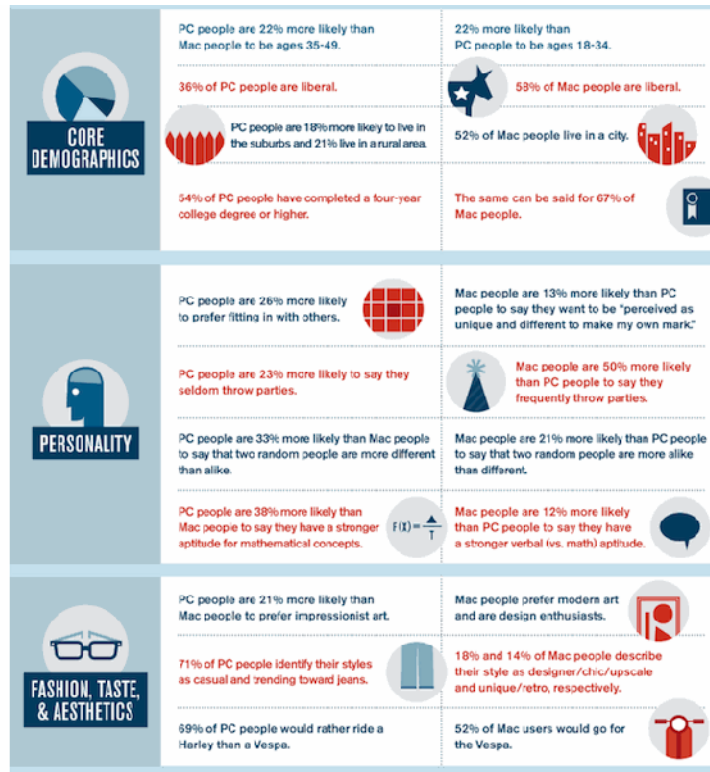 PC people are 22% more likely than
Mac people to be ages 35-49.
22% more likely than
PC people to be ages 18-34.
36% of PC people are liberal.
58% of Mac people are liberal.
CORE
DEMOGRAPHICS
PC people are 18% more likely to live in
the suburbs and 21% live in a rural area.
52% of Mac people live in a city.
54% of PC people have completed a four-year
college degree or higher.
The same can be said for 67% of
Mac people.
PC people are 26% more likely
to prefer fitting in with others.
Mac people are 13% more likely than PC
people to say they want to be "perceived as
unique and different to make my own mark."
PC people are 23% more likely to say they
seldom throw parties.
Mac people are 50% more likely
than PC people to say they
frequently throw parties.
PERSONALITY
PC people are 33% more likely than Mac people
to say that two random people are more different
than alike.
Mac people are 21% more likely than PC people
to say that two random people are more alike
than different.
PC people are 38% more likely than
Mac people to say they have a stronger
aptitude for mathematical concepts.
F(X)=▲/T
Mac people are 12% more likely
than PC people to say they have
a stronger verbal (vs. math) aptitude.
PC people are 21% more likely than
Mac people to prefer impressionist art.
Mac people prefer modern art
and are design enthusiasts.
FASHION, TASTE,
& AESTHETICS
71% of PC people identify their styles
as casual and trending toward jeans.
18% and 14% of Mac people describe
their style as designer/chic/upscale
and unique/retro, respectively.
69% of PC people would rather ride a
Harley than a Vespa.
52% of Mac users would go for
the Vespa.